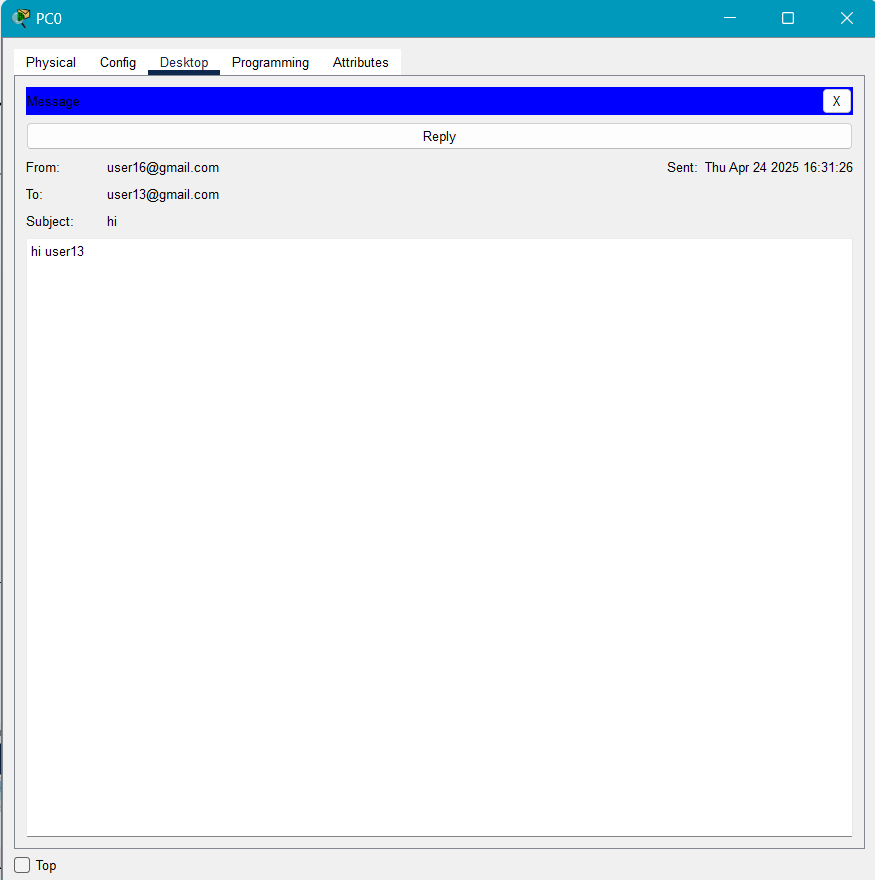 PC0
Physical Config Desktop Programming Attributes
Message
X
Reply
From: user16@gmail.com Sent: Thu Apr 24 2025 16:31:26
To: user13@gmail.com
Subject: hi
hi user13
Top